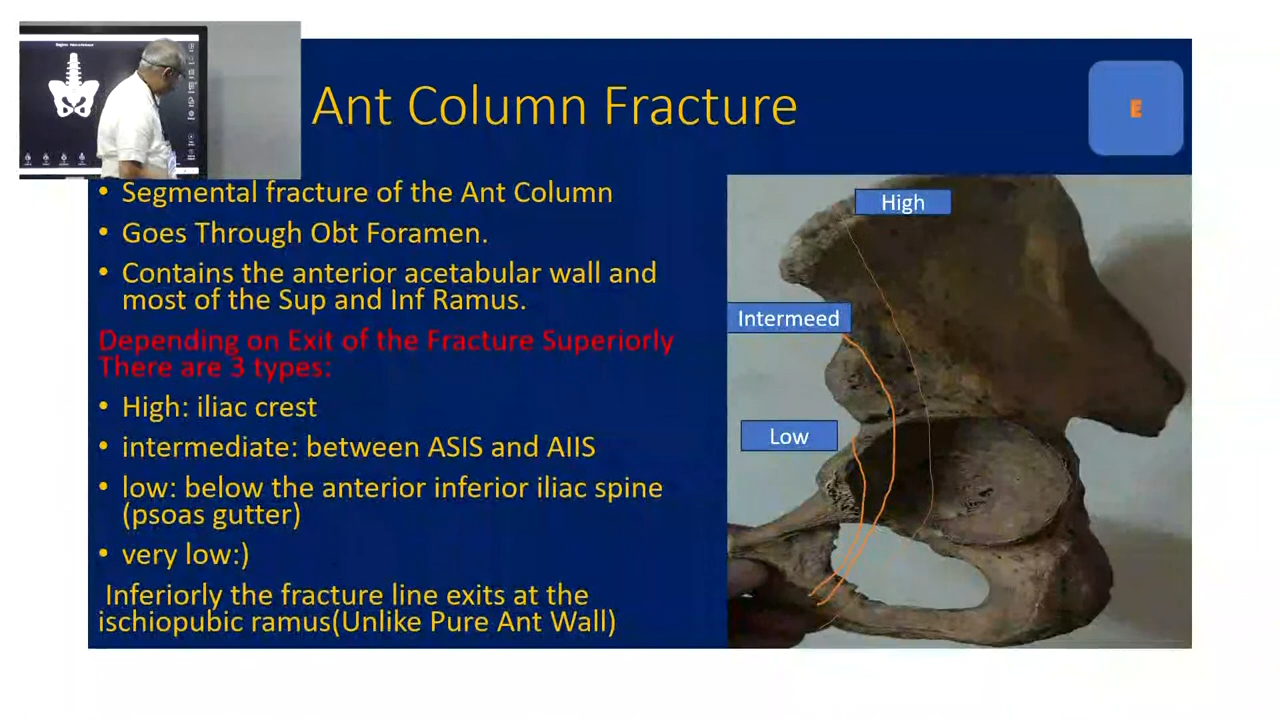 Ant Column Fracture
E
• Segmental fracture of the Ant Column
• Goes Through Obt Foramen.
• Contains the anterior acetabular wall and
most of the Sup and Inf Ramus.
Depending on Exit of the Fracture Superiorly
There are 3 types:
• High: iliac crest
• intermediate: between ASIS and AIIS
• low: below the anterior inferior iliac spine
(psoas gutter)
• very low:)
Inferiorly the fracture line exits at the
ischiopubic ramus(Unlike Pure Ant Wall)
High
Intermeed
Low